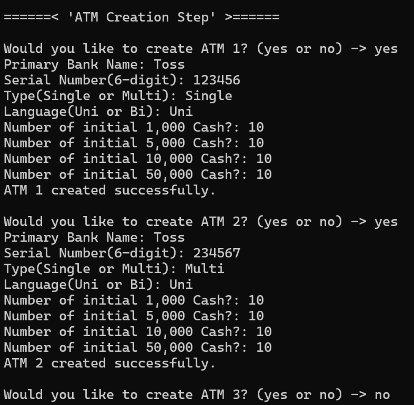 ======< 'ATM Creation Step' >======
Would you like to create ATM 1? (yes or no) -> yes
Primary Bank Name: Toss
Serial Number(6-digit): 123456
Type(Single or Multi): Single
Language(Uni or Bi): Uni
Number of initial 1,000 Cash?: 10
Number of initial 5,000 Cash?: 10
Number of initial 10,000 Cash?: 10
Number of initial 50,000 Cash?: 10
ATM 1 created successfully.
Would you like to create ATM 2? (yes or no) -> yes
Primary Bank Name: Toss
Serial Number(6-digit): 234567
Type(Single or Multi): Multi
Language(Uni or Bi): Uni
Number of initial 1,000 Cash?: 10
Number of initial 5,000 Cash?: 10
Number of initial 10,000 Cash?: 10
Number of initial 50,000 Cash?: 10
ATM 2 created successfully.
Would you like to create ATM 3? (yes or no) -> no